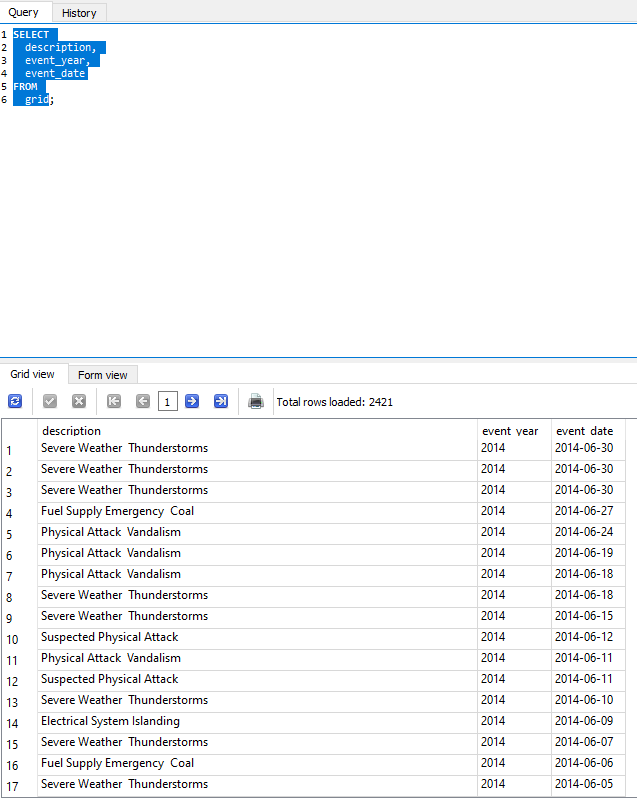 Query History
1 SELECT
2 description,
3 event_year,
4 event_date
5 FROM
6 grid;
Grid view Form view
1 Total rows loaded: 2421
description event_year event_date
1 Severe Weather  Thunderstorms 2014 2014-06-30
2 Severe Weather  Thunderstorms 2014 2014-06-30
3 Severe Weather  Thunderstorms 2014 2014-06-30
4 Fuel Supply Emergency  Coal 2014 2014-06-27
5 Physical Attack  Vandalism 2014 2014-06-24
6 Physical Attack  Vandalism 2014 2014-06-19
7 Physical Attack  Vandalism 2014 2014-06-18
8 Severe Weather  Thunderstorms 2014 2014-06-18
9 Severe Weather  Thunderstorms 2014 2014-06-15
10 Suspected Physical Attack 2014 2014-06-12
11 Physical Attack  Vandalism 2014 2014-06-11
12 Suspected Physical Attack 2014 2014-06-11
13 Severe Weather  Thunderstorms 2014 2014-06-10
14 Electrical System Islanding 2014 2014-06-09
15 Severe Weather  Thunderstorms 2014 2014-06-07
16 Fuel Supply Emergency  Coal 2014 2014-06-06
17 Severe Weather  Thunderstorms 2014 2014-06-05